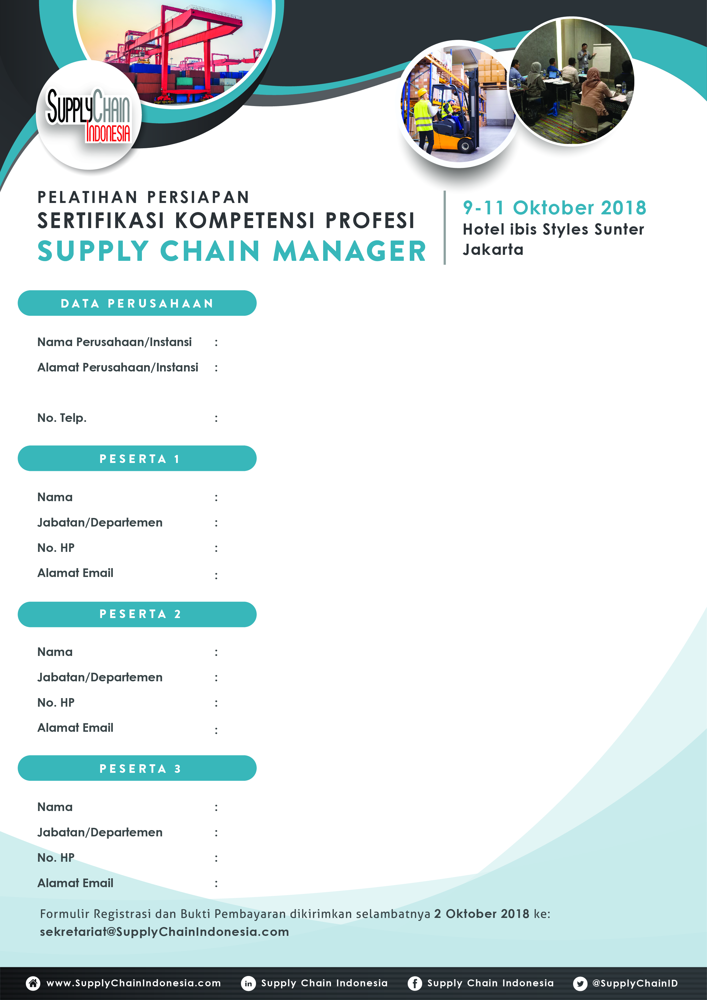 SUPPLYCHAIN
INDONESIA
PELATIHAN PERSIAPAN
SERTIFIKASI KOMPETENSI PROFESI
SUPPLY CHAIN MANAGER
9-11 Oktober 2018
Hotel ibis Styles Sunter
Jakarta
DATA PERUSAHAAN
Nama Perusahaan/Instansi :
Alamat Perusahaan/Instansi :
No. Telp. :
PESERTA 1
Nama :
Jabatan/Departemen :
No. HP :
Alamat Email :
PESERTA 2
Nama :
Jabatan/Departemen :
No. HP :
Alamat Email :
PESERTA 3
Nama :
Jabatan/Departemen :
No. HP :
Alamat Email :
Formulir Registrasi dan Bukti Pembayaran dikirimkan selambatnya 2 Oktober 2018 ke:
sekretariat@SupplyChainIndonesia.com
www.SupplyChainIndonesia.com in Supply Chain Indonesia f Supply Chain Indonesia @SupplyChainID